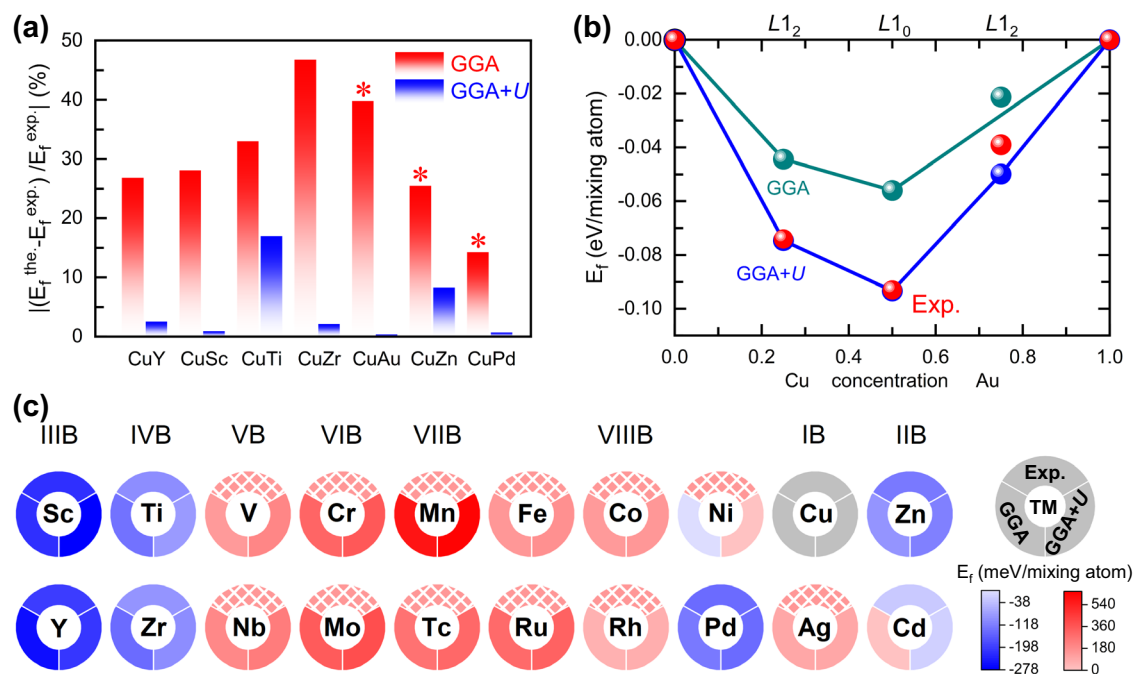 (a)
|(E_f^the.-E_f^exp.) /E_f^exp.| (%)
50
40
30
20
10
0
GGA
GGA+U
* * *
CuY CuSc CuTi CuZr CuAu CuZn CuPd
(b)
L1₂ L1₀ L1₂
E_f (eV/mixing atom)
0.00
-0.02
-0.04
-0.06
-0.08
-0.10
GGA
GGA+U
Exp.
0.0 0.2 0.4 0.6 0.8 1.0
Cu concentration Au
(c)
IIIB IVB VB VIB VIIB VIIIB IB IIB
Sc Ti V Cr Mn Fe Co Ni Cu Zn
Y Zr Nb Mo Tc Ru Rh Pd Ag Cd
Exp.
TM
GGA
GGA+U
E_f (meV/mixing atom)
-38
-118
-198
-278
540
360
180
0